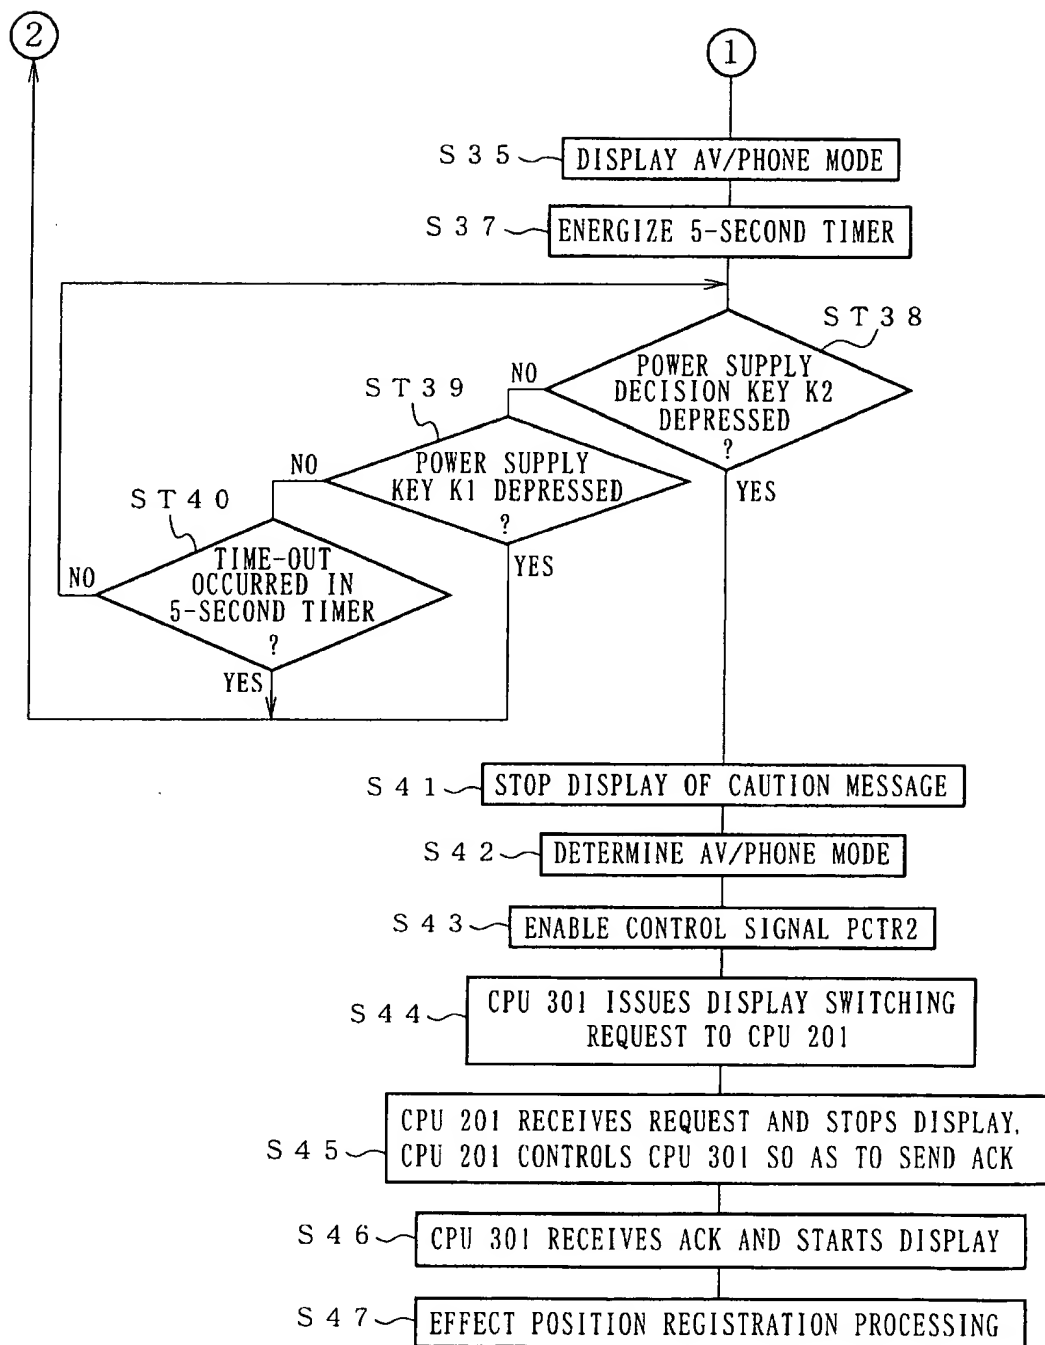 2
1
S35
DISPLAY AV/PHONE MODE
S37
ENERGIZE 5-SECOND TIMER
ST38
POWER SUPPLY
DECISION KEY K2
DEPRESSED
?
NO
YES
ST39
POWER SUPPLY
KEY K1 DEPRESSED
?
NO
YES
ST40
TIME-OUT
OCCURRED IN
5-SECOND TIMER
?
NO
YES
S41
STOP DISPLAY OF CAUTION MESSAGE
S42
DETERMINE AV/PHONE MODE
S43
ENABLE CONTROL SIGNAL PCTR2
S44
CPU 301 ISSUES DISPLAY SWITCHING
REQUEST TO CPU 201
S45
CPU 201 RECEIVES REQUEST AND STOPS DISPLAY.
CPU 201 CONTROLS CPU 301 SO AS TO SEND ACK
S46
CPU 301 RECEIVES ACK AND STARTS DISPLAY
S47
EFFECT POSITION REGISTRATION PROCESSING